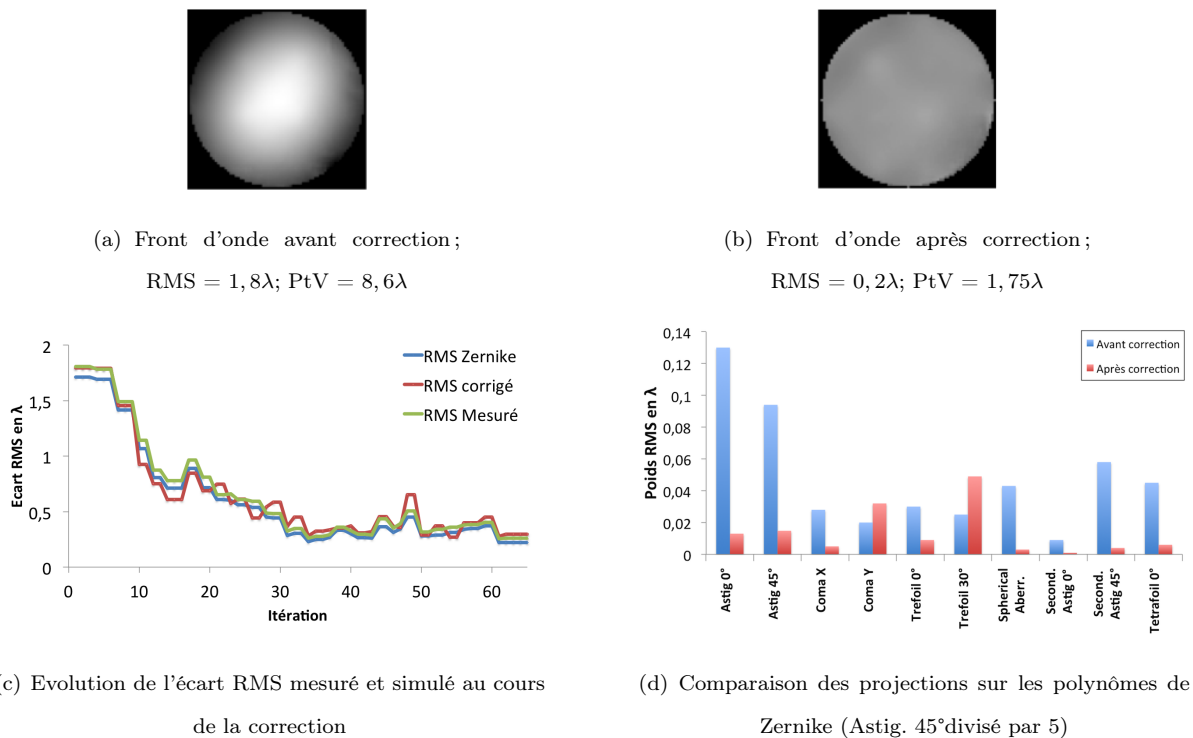 (a) Front d'onde avant correction ;
RMS = 1, 8λ; PtV = 8, 6λ
(b) Front d'onde après correction ;
RMS = 0, 2λ; PtV = 1, 75λ
2
1,5
1
0,5
0
0
10
20
30
40
50
60
Ecart RMS en λ
Itération
RMS Zernike
RMS corrigé
RMS Mesuré
0,14
0,12
0,1
0,08
0,06
0,04
0,02
0
Poids RMS en λ
Avant correction
Après correction
Astig 0°
Astig 45°
Coma X
Coma Y
Trefoil 0°
Trefoil 30°
Spherical
Aberr.
Second.
Astig 0°
Second.
Astig 45°
Tetrafoil 0°
c) Evolution de l'écart RMS mesuré et simulé au cours
de la correction
(d) Comparaison des projections sur les polynômes de
Zernike (Astig. 45°divisé par 5)